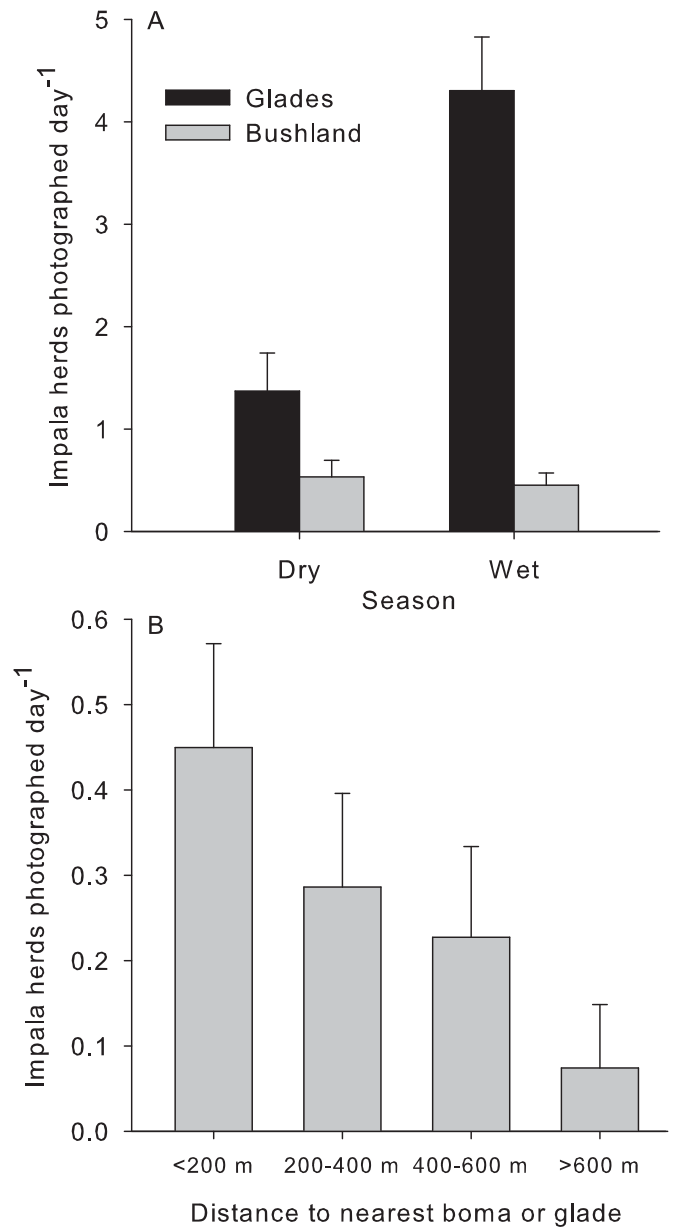 A
5
4
3
2
1
0
Impala herds photographed day-1
Glades
Bushland
Dry Wet
Season
B
0.6
0.5
0.4
0.3
0.2
0.1
0.0
Impala herds photographed day-1
<200 m 200-400 m 400-600 m >600 m
Distance to nearest boma or glade